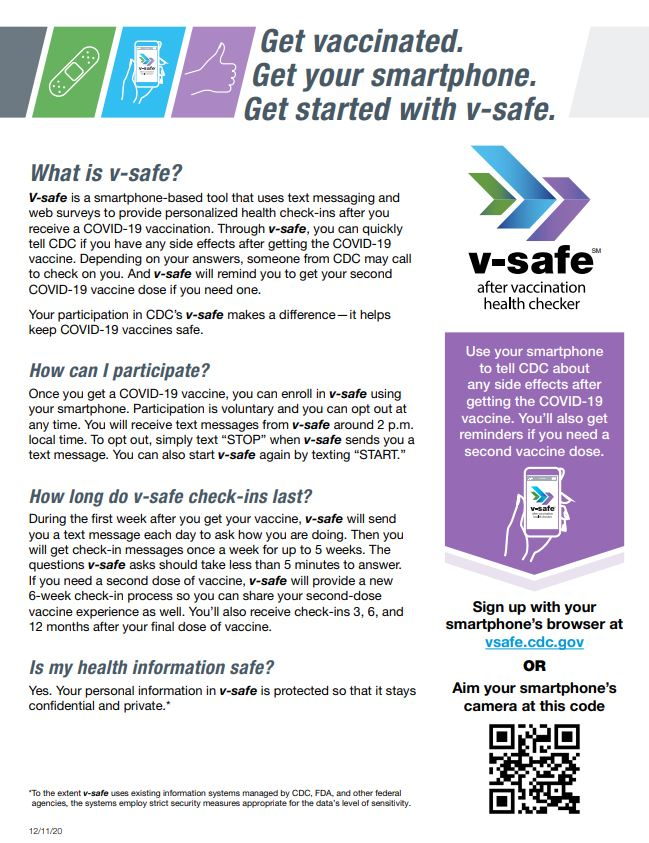 Get vaccinated.
Get your smartphone.
Get started with v-safe.
v-safe
What is v-safe?
V-safe is a smartphone-based tool that uses text messaging and
web surveys to provide personalized health check-ins after you
receive a COVID-19 vaccination. Through v-safe, you can quickly
tell CDC if you have any side effects after getting the COVID-19
vaccine. Depending on your answers, someone from CDC may call
to check on you. And v-safe will remind you to get your second
COVID-19 vaccine dose if you need one.
Your participation in CDC’s v-safe makes a difference—it helps
keep COVID-19 vaccines safe.
How can I participate?
Once you get a COVID-19 vaccine, you can enroll in v-safe using
your smartphone. Participation is voluntary and you can opt out at
any time. You will receive text messages from v-safe around 2 p.m.
local time. To opt out, simply text “STOP” when v-safe sends you a
text message. You can also start v-safe again by texting “START.”
How long do v-safe check-ins last?
During the first week after you get your vaccine, v-safe will send
you a text message each day to ask how you are doing. Then you
will get check-in messages once a week for up to 5 weeks. The
questions v-safe asks should take less than 5 minutes to answer.
If you need a second dose of vaccine, v-safe will provide a new
6-week check-in process so you can share your second-dose
vaccine experience as well. You’ll also receive check-ins 3, 6, and
12 months after your final dose of vaccine.
Is my health information safe?
Yes. Your personal information in v-safe is protected so that it stays
confidential and private.*
*To the extent v-safe uses existing information systems managed by CDC, FDA, and other federal
agencies, the systems employ strict security measures appropriate for the data’s level of sensitivity.
12/11/20
v-safe℠
after vaccination
health checker
Use your smartphone
to tell CDC about
any side effects after
getting the COVID-19
vaccine. You’ll also get
reminders if you need a
second vaccine dose.
v-safe
after vaccination
health checker
Sign up with your
smartphone’s browser at
vsafe.cdc.gov
OR
Aim your smartphone’s
camera at this code